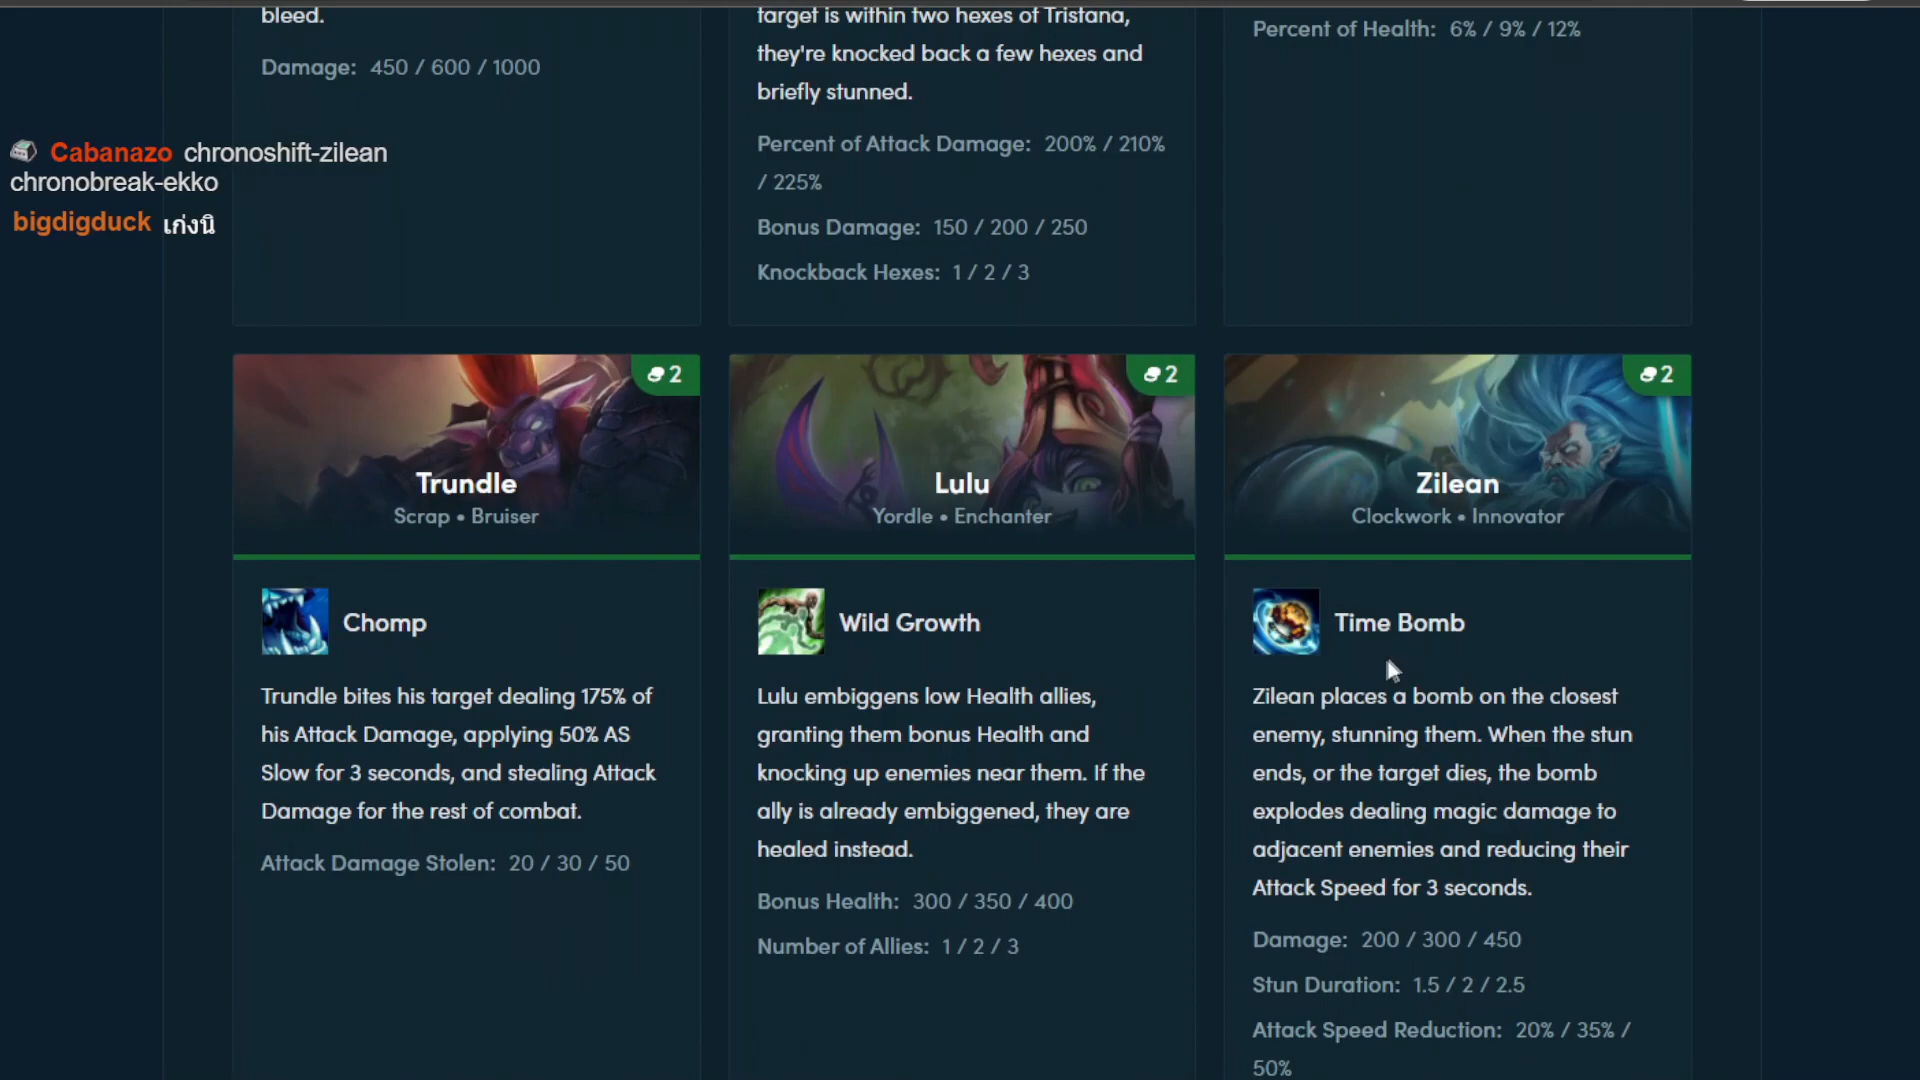 bleed.
Damage: 450 / 600 / 1000
target is within two hexes of Tristana,
they're knocked back a few hexes and
briefly stunned.
Percent of Attack Damage: 200% / 210%
/ 225%
Bonus Damage: 150 / 200 / 250
Knockback Hexes: 1 / 2 / 3
Percent of Health: 6% / 9% / 12%
Cabanazo chronoshift-zilean
chronobreak-ekko
bigdigduck เก่งนิ
2
Trundle
Scrap • Bruiser
Chomp
Trundle bites his target dealing 175% of
his Attack Damage, applying 50% AS
Slow for 3 seconds, and stealing Attack
Damage for the rest of combat.
Attack Damage Stolen: 20 / 30 / 50
2
Lulu
Yordle • Enchanter
Wild Growth
Lulu embiggens low Health allies,
granting them bonus Health and
knocking up enemies near them. If the
ally is already embiggened, they are
healed instead.
Bonus Health: 300 / 350 / 400
Number of Allies: 1 / 2 / 3
2
Zilean
Clockwork • Innovator
Time Bomb
Zilean places a bomb on the closest
enemy, stunning them. When the stun
ends, or the target dies, the bomb
explodes dealing magic damage to
adjacent enemies and reducing their
Attack Speed for 3 seconds.
Damage: 200 / 300 / 450
Stun Duration: 1.5 / 2 / 2.5
Attack Speed Reduction: 20% / 35% /
50%